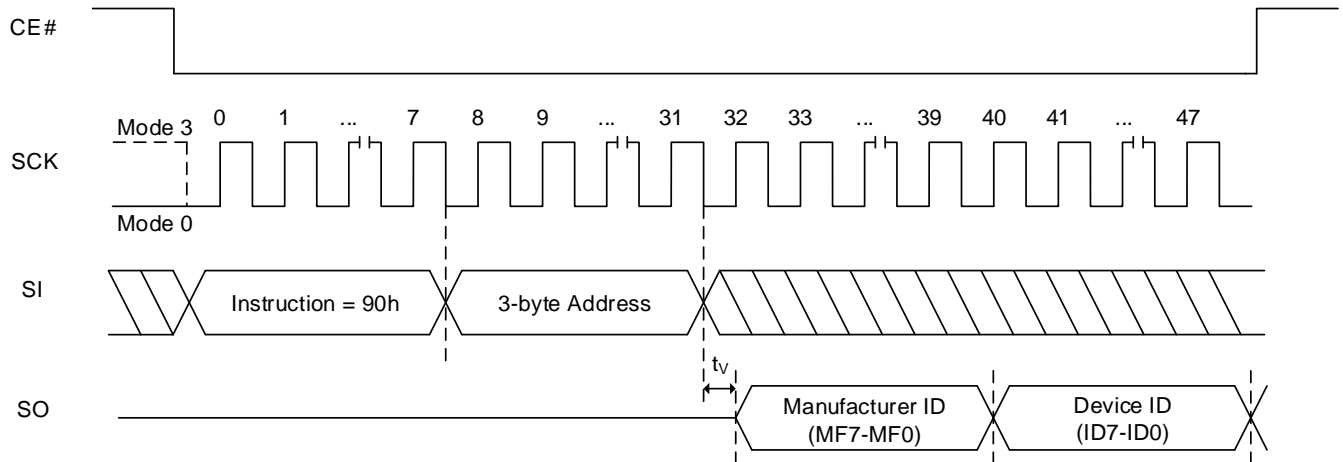 CE#
0 1 ... 7 8 9 ... 31 32 33 ... 39 40 41 ... 47
Mode 3
SCK
Mode 0
SI
Instruction = 90h
3-byte Address
tV
SO
Manufacturer ID
(MF7-MF0)
Device ID
(ID7-ID0)